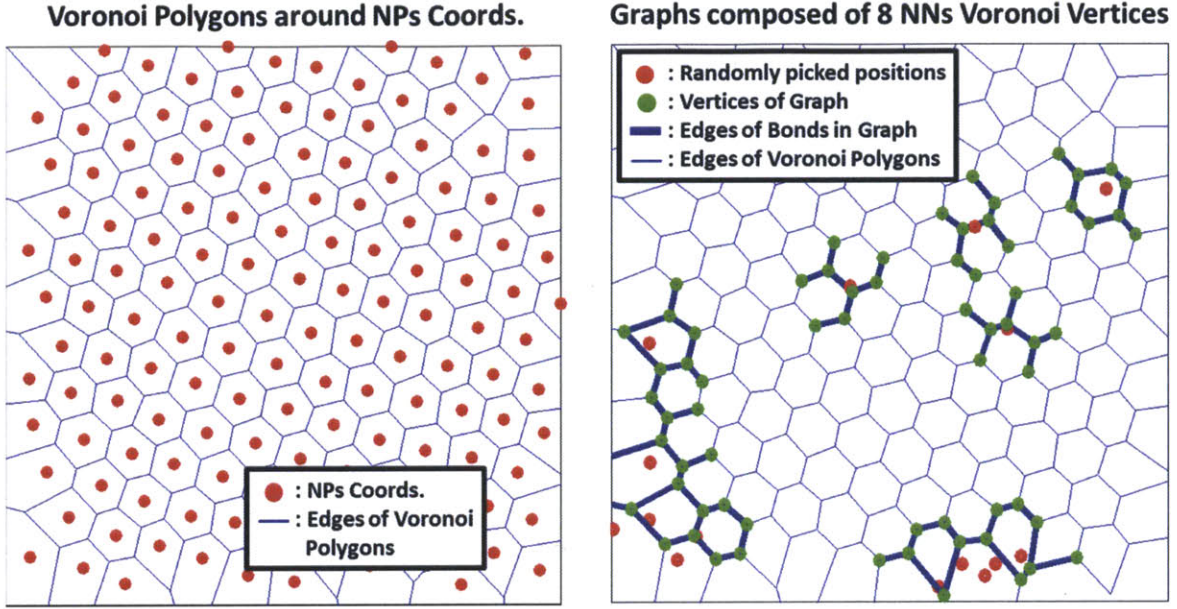 Voronoi Polygons around NPs Coords.
Graphs composed of 8 NNs Voronoi Vertices
: Randomly picked positions
: Vertices of Graph
: Edges of Bonds in Graph
: Edges of Voronoi Polygons
: NPs Coords.
: Edges of Voronoi
Polygons